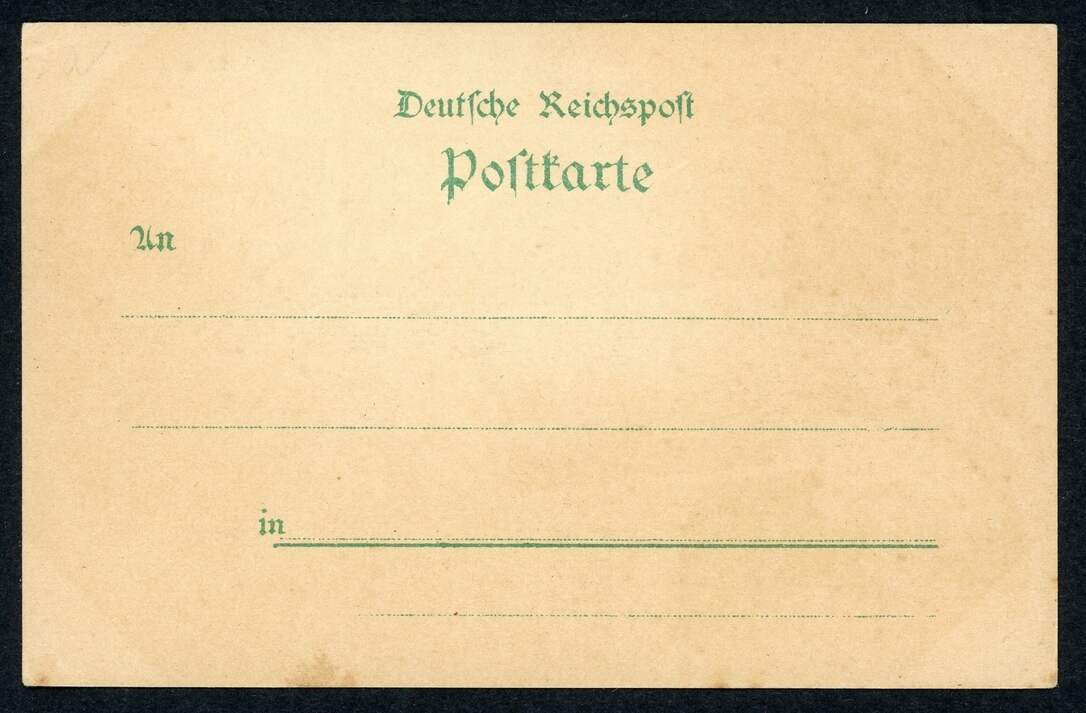 Deutſche Reichspoſt
Poſtkarte
An
in